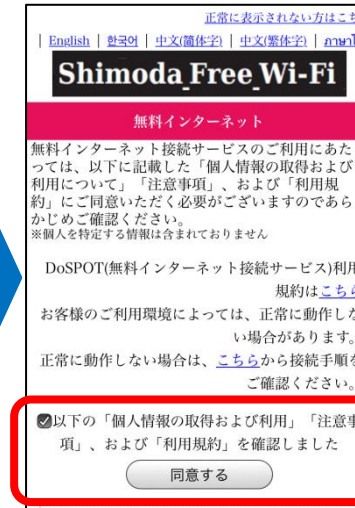 正常に表示されない方はこち
| English | 한국어 | 中文(簡体字) | 中文(繁体字) | ภาษาไ
Shimoda_Free_Wi-Fi
無料インターネット
無料インターネット接続サービスのご利用にあた
っては、以下に記載した「個人情報の取得および
利用について」「注意事項」、および「利用規
約」にご同意いただく必要がございますのであら
かじめご確認ください。
※個人を特定する情報は含まれておりません
DoSPOT(無料インターネット接続サービス)利用
規約はこちら
お客様のご利用環境によっては、正常に動作しな
い場合があります。
正常に動作しない場合は、こちらから接続手順を
ご確認ください。
以下の「個人情報の取得および利用」「注意事
項」、および「利用規約」を確認しました
同意する